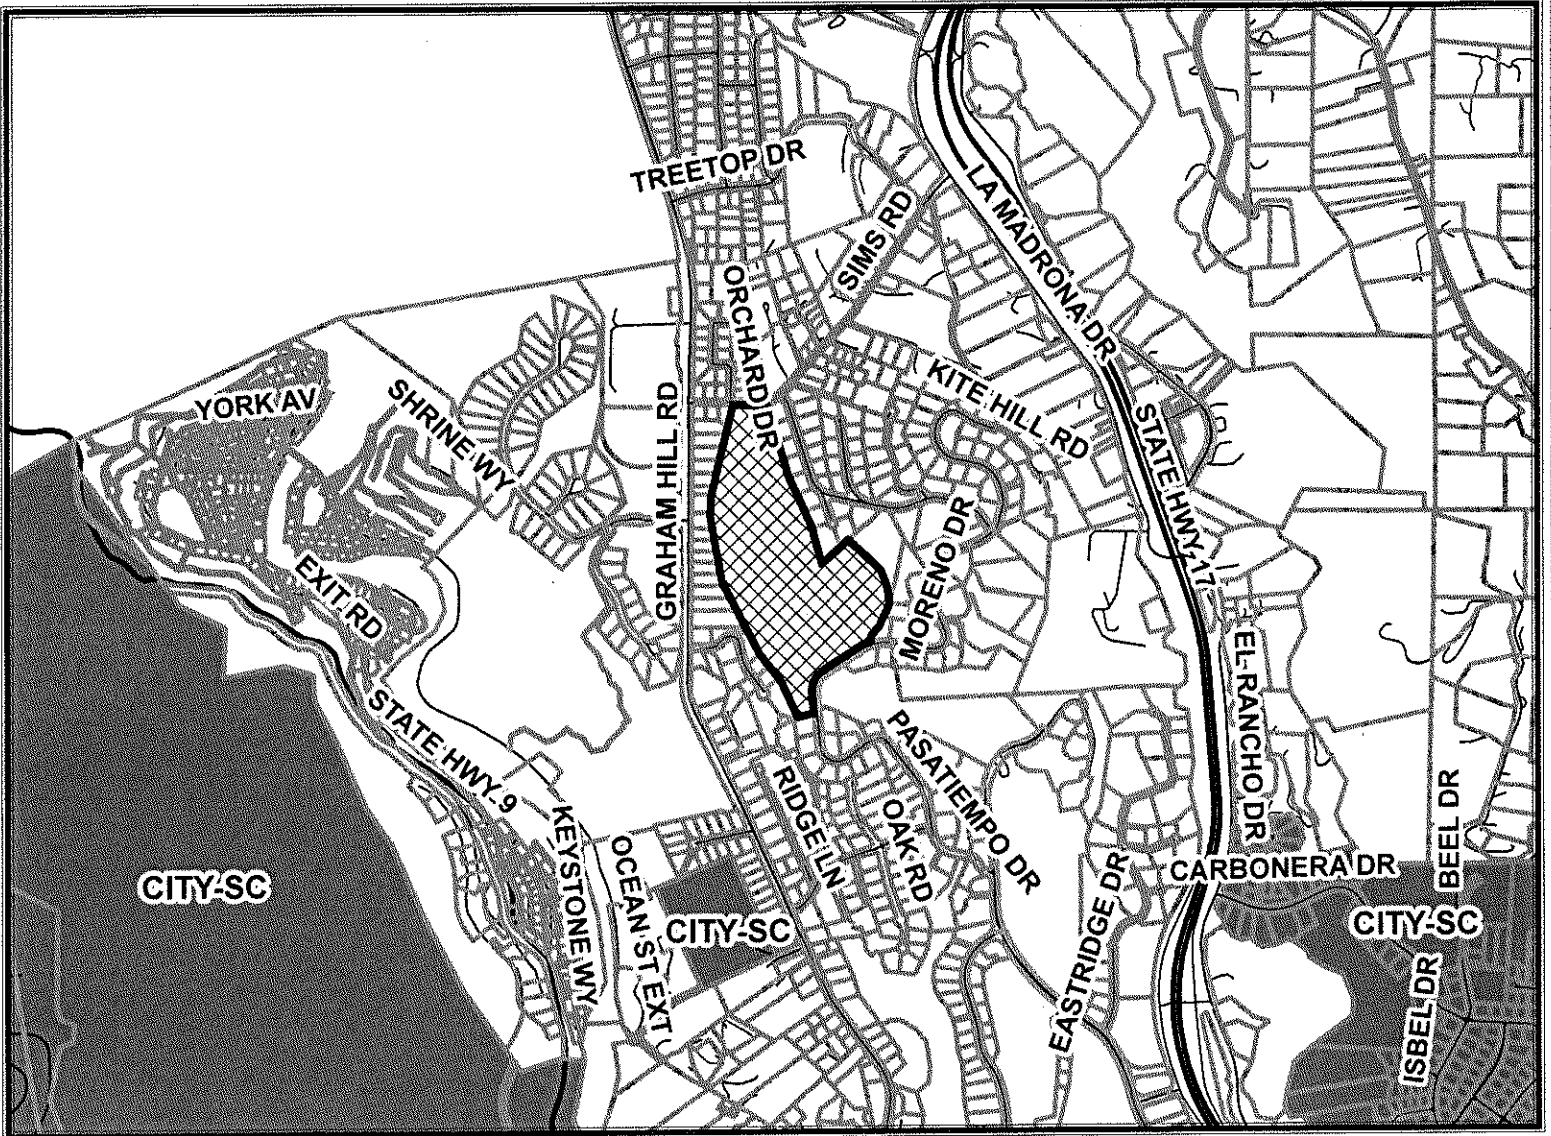 TREETOP DR
LA MADRONA DR
SIMS RD
ORCHARD DR
YORK AV
SHRINE WY
GRAHAM HILL RD
KITE HILL RD
STATE HWY 17
MORENO DR
EXIT RD
EL RANCHO DR
STATE HWY 9
PASATIEMPO DR
RIDGE LN
OAK RD
KEYSTONE WY
OCEAN ST EXT
EASTRIDGE DR
CARBONERA DR
BEEL DR
CITY-SC
CITY-SC
CITY-SC
ISBEL DR